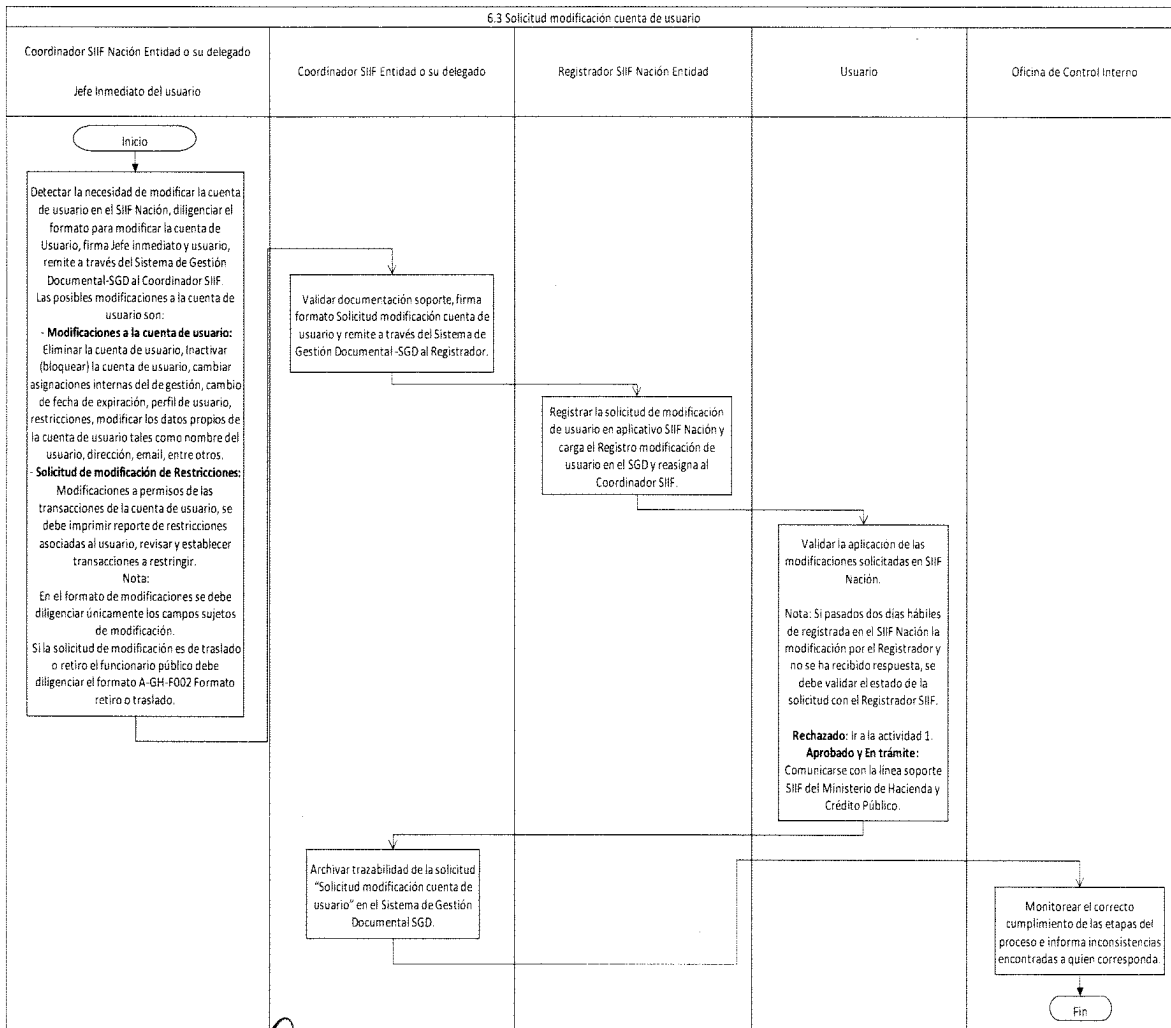 6.3 Solicitud modificación cuenta de usuario
Coordinador SIIF Nación Entidad o su delegado
Jefe Inmediato del usuario
Coordinador SIIF Entidad o su delegado
Registrador SIIF Nación Entidad
Usuario
Oficina de Control Interno
Inicio
Detectar la necesidad de modificar la cuenta
de usuario en el SIIF Nación, diligenciar el
formato para modificar la cuenta de
Usuario, firma Jefe inmediato y usuario,
remite a través del Sistema de Gestión
Documental-SGD al Coordinador SIIF.
Las posibles modificaciones a la cuenta de
usuario son:
- Modificaciones a la cuenta de usuario:
Eliminar la cuenta de usuario, Inactivar
(bloquear) la cuenta de usuario, cambiar
asignaciones internas del de gestión, cambio
de fecha de expiración, perfil de usuario,
restricciones, modificar los datos propios de
la cuenta de usuario tales como nombre del
usuario, dirección, email, entre otros.
- Solicitud de modificación de Restricciones:
Modificaciones a permisos de las
transacciones de la cuenta de usuario, se
debe imprimir reporte de restricciones
asociadas al usuario, revisar y establecer
transacciones a restringir.
Nota:
En el formato de modificaciones se debe
diligenciar únicamente los campos sujetos
de modificación.
Si la solicitud de modificación es de traslado
o retiro el funcionario público debe
diligenciar el formato A-GH-F002 Formato
retiro o traslado.
Validar documentación soporte, firma
formato Solicitud modificación cuenta de
usuario y remite a través del Sistema de
Gestión Documental -SGD al Registrador.
Registrar la solicitud de modificación
de usuario en aplicativo SIIF Nación y
carga el Registro modificación de
usuario en el SGD y reasigna al
Coordinador SIIF.
Validar la aplicación de las
modificaciones solicitadas en SIIF
Nación.
Nota: Si pasados dos días hábiles
de registrada en el SIIF Nación la
modificación por el Registrador y
no se ha recibido respuesta, se
debe validar el estado de la
solicitud con el Registrador SIIF.
Rechazado: Ir a la actividad 1.
Aprobado y En trámite:
Comunicarse con la línea soporte
SIIF del Ministerio de Hacienda y
Crédito Público.
Archivar trazabilidad de la solicitud
"Solicitud modificación cuenta de
usuario" en el Sistema de Gestión
Documental SGD.
Monitorear el correcto
cumplimiento de las etapas del
proceso e informa inconsistencias
encontradas a quien corresponda.
Fin